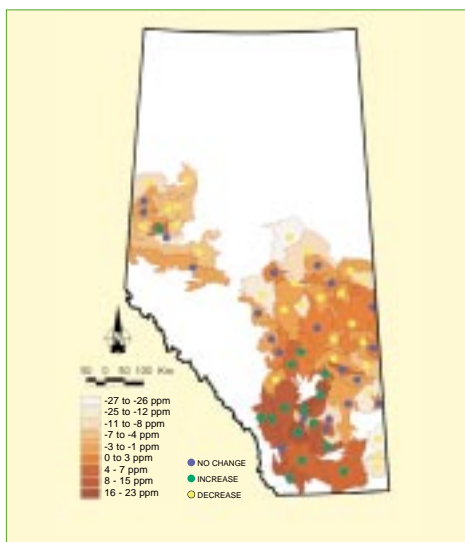 N
50 0 50 100 Km
-27 to -26 ppm
-25 to -12 ppm
-11 to -8 ppm
-7 to -4 ppm
-3 to -1 ppm
0 to 3 ppm
4 - 7 ppm
8 - 15 ppm
16 - 23 ppm
NO CHANGE
INCREASE
DECREASE